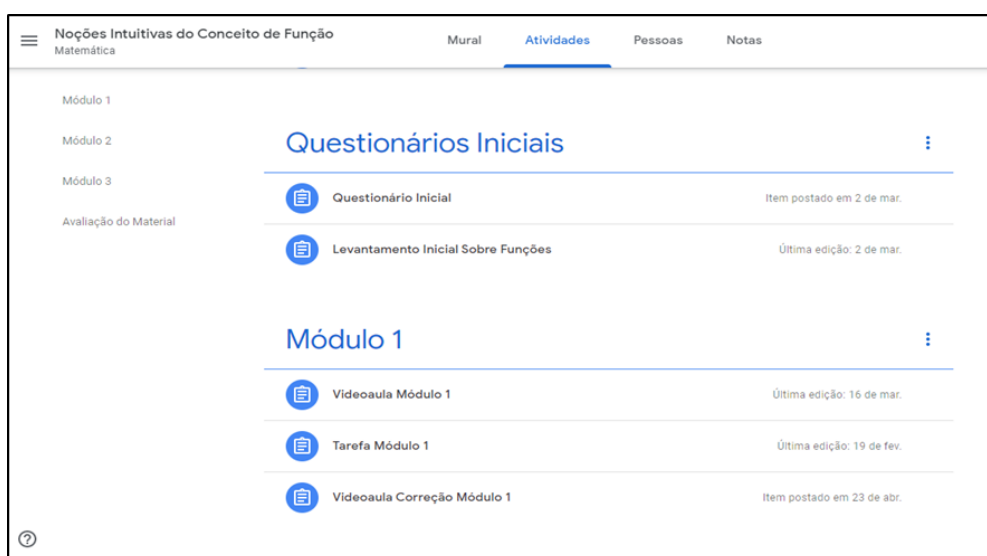 Noções Intuitivas do Conceito de Função
Matemática
Mural Atividades Pessoas Notas
Módulo 1
Módulo 2
Módulo 3
Avaliação do Material
Questionários Iniciais
Questionário Inicial Item postado em 2 de mar.
Levantamento Inicial Sobre Funções Última edição: 2 de mar.
Módulo 1
Videoaula Módulo 1 Última edição: 16 de mar.
Tarefa Módulo 1 Última edição: 19 de fev.
Videoaula Correção Módulo 1 Item postado em 23 de abr.